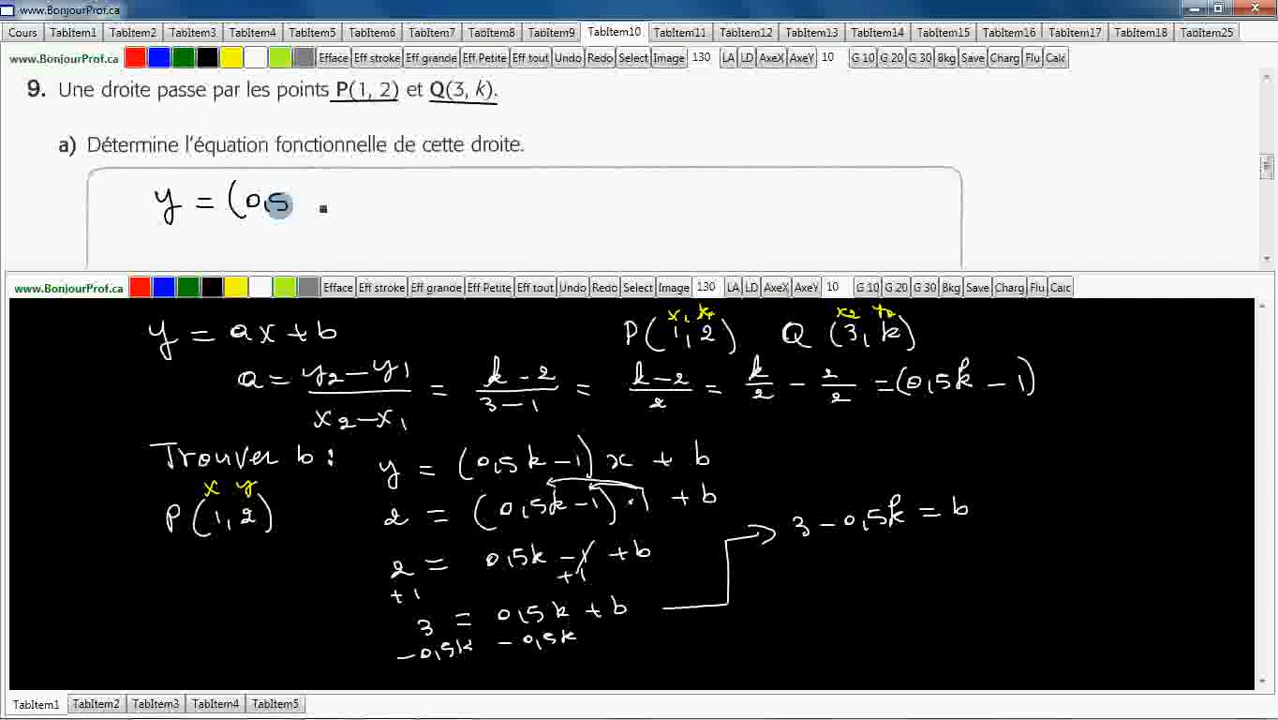 www.BonjourProf.ca
Cours TabItem1 TabItem2 TabItem3 TabItem4 TabItem5 TabItem6 TabItem7 TabItem8 TabItem9 TabItem10 TabItem11 TabItem12 TabItem13 TabItem14 TabItem15 TabItem16 TabItem17 TabItem18 TabItem25
www.BonjourProf.ca Efface Eff stroke Eff grande Eff Petite Eff tout Undo Redo Select Image 130 LA LD AxeX AxeY 10 G 10 G 20 G 30 Bkg Save Charg Flu Calc
9. Une droite passe par les points P(1, 2) et Q(3, k).
a) Détermine l'équation fonctionnelle de cette droite.
y = (0,5
www.BonjourProf.ca Efface Eff stroke Eff grande Eff Petite Eff tout Undo Redo Select Image 130 LA LD AxeX AxeY 10 G 10 G 20 G 30 Bkg Save Charg Flu Calc
x1 x2
y = ax + b P(1, 2) Q (3, k)
a = y2 - y1 / x2 - x1 = k - 2 / 3 - 1 = k - 2 / 2 = k/2 - 2/2 = (0,5k - 1)
Trouver b : y = (0,5k - 1) x + b
x y
P(1, 2) 2 = (0,5k - 1) · 1 + b
3 - 0,5k = b
2 = 0,5k - 1 + b
+1 +1
3 = 0,5k + b
- 0,5k - 0,5k
TabItem1 TabItem2 TabItem3 TabItem4 TabItem5